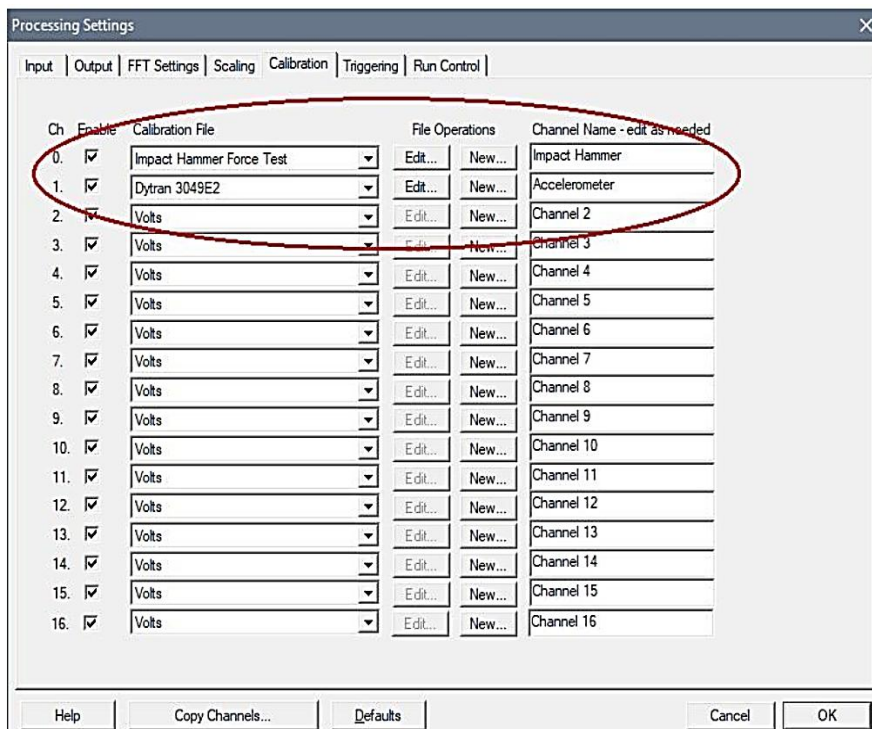 Processing Settings
Input Output FFT Settings Scaling Calibration Triggering Run Control
Ch Enable Calibration File File Operations Channel Name - edit as needed
0. Impact Hammer Force Test Edit... New... Impact Hammer
1. Dytran 3049E2 Edit... New... Accelerometer
2. Volts Edit... New... Channel 2
3. Volts Edit... New... Channel 3
4. Volts Edit... New... Channel 4
5. Volts Edit... New... Channel 5
6. Volts Edit... New... Channel 6
7. Volts Edit... New... Channel 7
8. Volts Edit... New... Channel 8
9. Volts Edit... New... Channel 9
10. Volts Edit... New... Channel 10
11. Volts Edit... New... Channel 11
12. Volts Edit... New... Channel 12
13. Volts Edit... New... Channel 13
14. Volts Edit... New... Channel 14
15. Volts Edit... New... Channel 15
16. Volts Edit... New... Channel 16
Help Copy Channels... Defaults Cancel OK